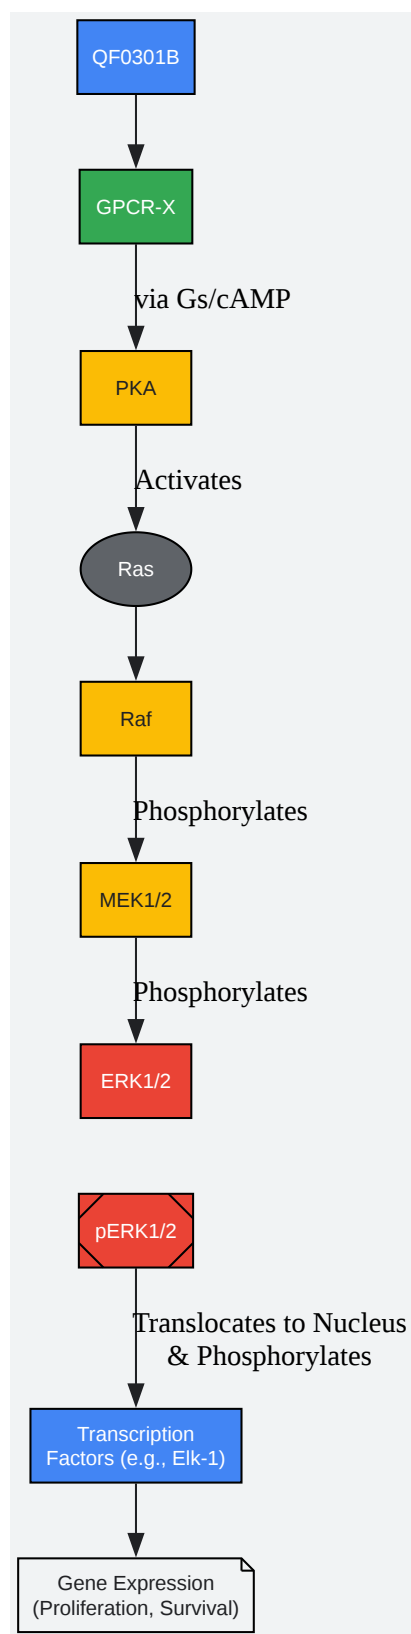 QF0301B
GPCR-X
via Gs/cAMP
PKA
Activates
Ras
Raf
Phosphorylates
MEK1/2
Phosphorylates
ERK1/2
pERK1/2
Translocates to Nucleus
& Phosphorylates
Transcription
Factors (e.g., Elk-1)
Gene Expression
(Proliferation, Survival)